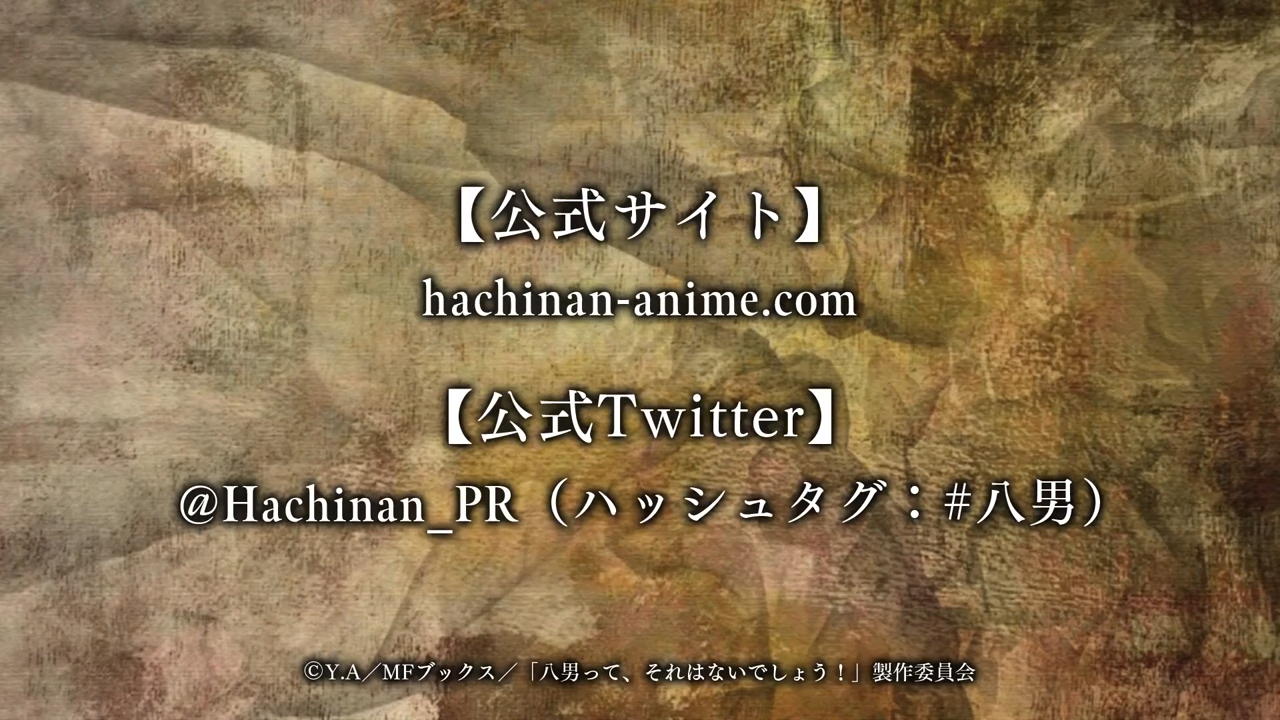 【公式サイト】
hachinan-anime.com
【公式Twitter】
@Hachinan_PR（ハッシュタグ：#八男）
©Y.A／MFブックス／「八男って、それはないでしょう！」製作委員会